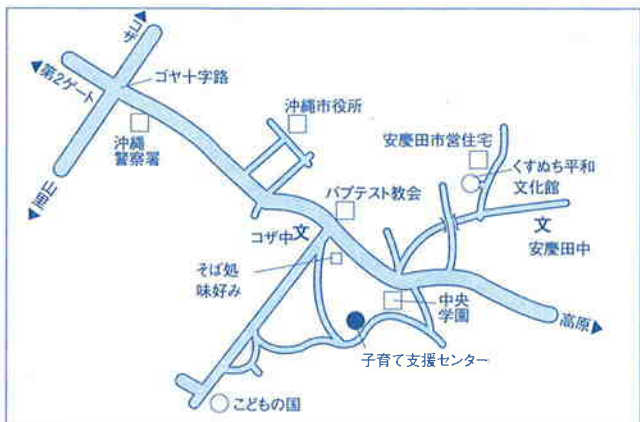 ▲コザ
◀第2ゲート
ゴヤ十字路
沖縄市役所
沖縄
警察署
安慶田市営住宅
くすぬち平和
文化館
◀山里
バプテスト教会
コザ中 文
文
安慶田中
そば処
味好み
中央
学園
高原▶
子育て支援センター
こどもの国